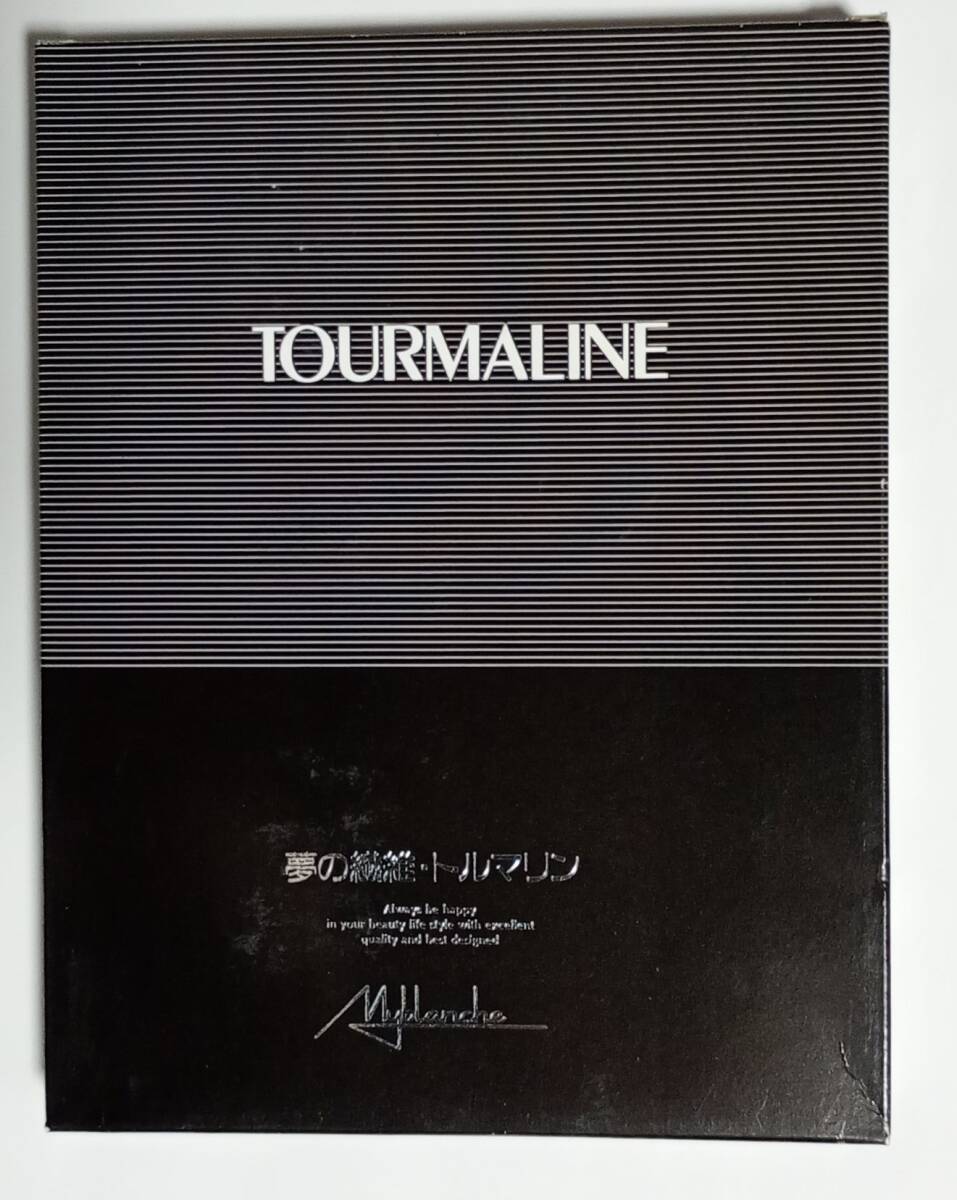 TOURMALINE
夢の繊維・トルマリン
Always be happy
in your beauty life style with excellent
quality and best designed
Myblanche